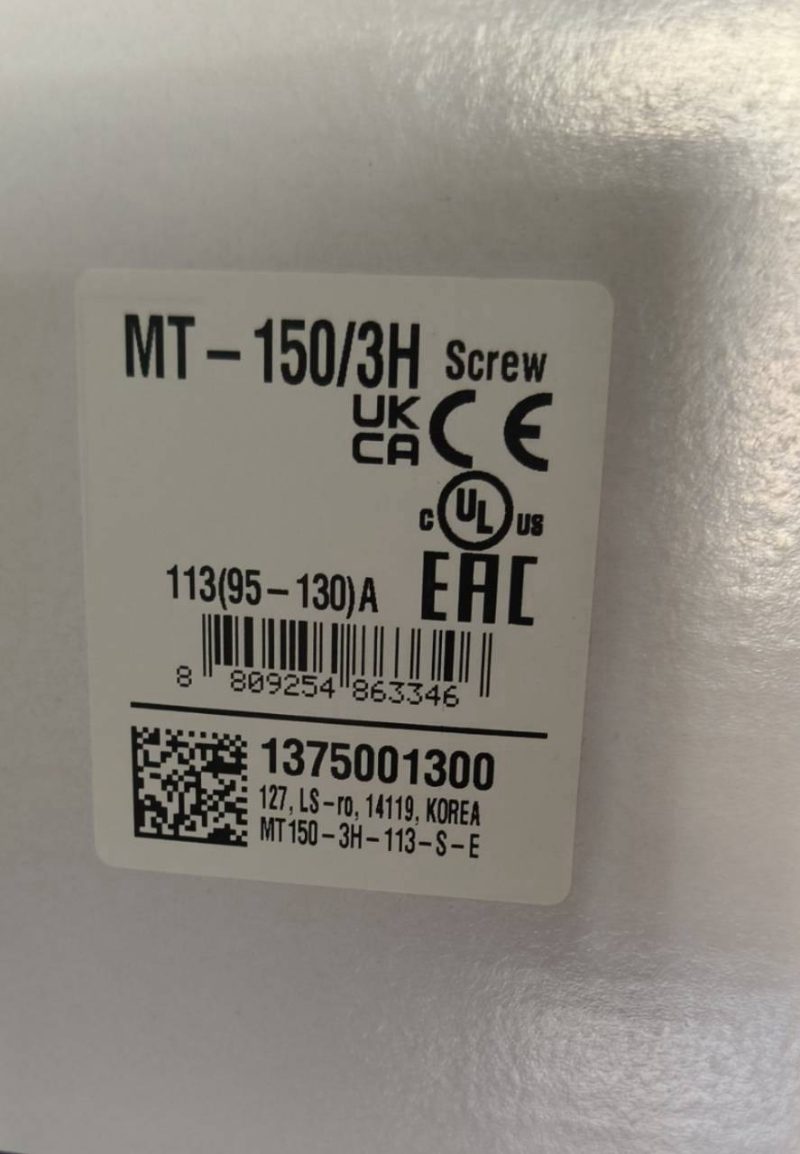 MT-150/3H Screw
UK
CA CE
C UL US
113(95-130)A EAC
8 809254 863346
1375001300
127, LS-ro, 14119, KOREA
MT150-3H-113-S-E